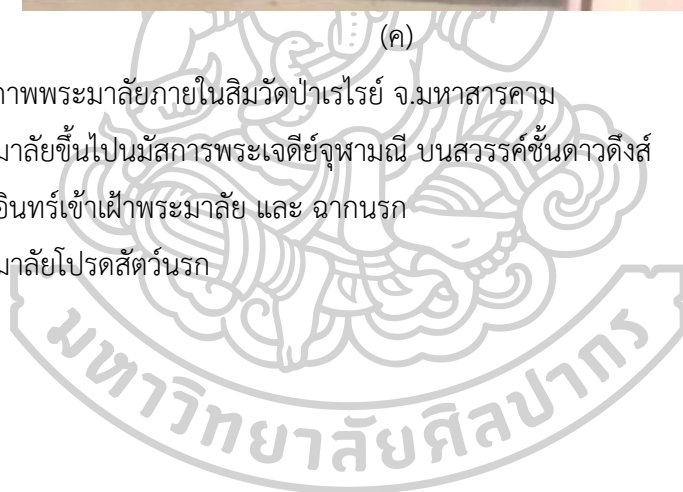 (ค)
าพพระมาลัยภายในสิมวัดป่าเรไรย์ จ.มหาสารคาม
มาลัยขึ้นไปนมัสการพระเจดีย์จุฬามณี บนสวรรค์ชั้นดาวดึงส์
อินทร์เข้าเฝ้าพระมาลัย และ ฉากนรก
มาลัยโปรดสัตว์นรก
มหาวิทยาลัยศิลปากร